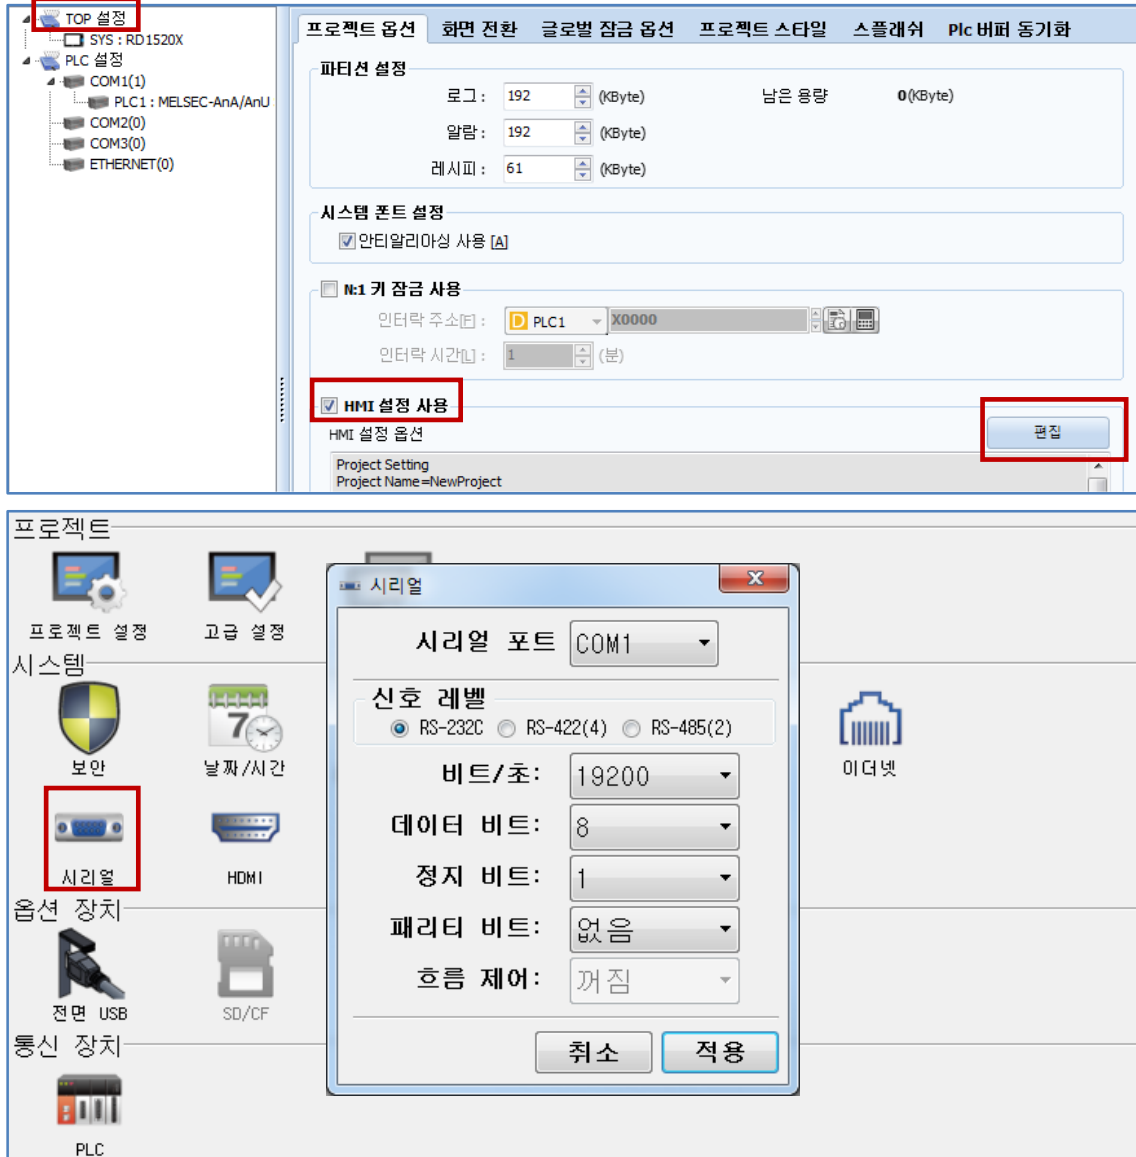 TOP 설정
SYS : RD1520X
PLC 설정
COM1(1)
PLC1 : MELSEC-AnA/AnU
COM2(0)
COM3(0)
ETHERNET(0)
프로젝트 옵션 화면 전환 글로벌 잠금 옵션 프로젝트 스타일 스플래쉬 Plc 버퍼 동기화
파티션 설정
로그 : 192 (KByte) 남은 용량 0(KByte)
알람 : 192 (KByte)
레시피 : 61 (KByte)
시스템 폰트 설정
안티알리아싱 사용 [A]
N:1 키 잠금 사용
인터락 주소[F] : D PLC1 X0000
인터락 시간[L] : 1 (분)
HMI 설정 사용
HMI 설정 옵션 편집
Project Setting
Project Name=NewProject
프로젝트
프로젝트 설정 고급 설정
시스템
7
보안 날짜/시간 이더넷
시리얼 HDMI
옵션 장치
전면 USB SD/CF
통신 장치
PLC
시리얼
시리얼 포트 COM1
신호 레벨
RS-232C RS-422(4) RS-485(2)
비트/초: 19200
데이터 비트: 8
정지 비트: 1
패리티 비트: 없음
흐름 제어: 꺼짐
취소 적용